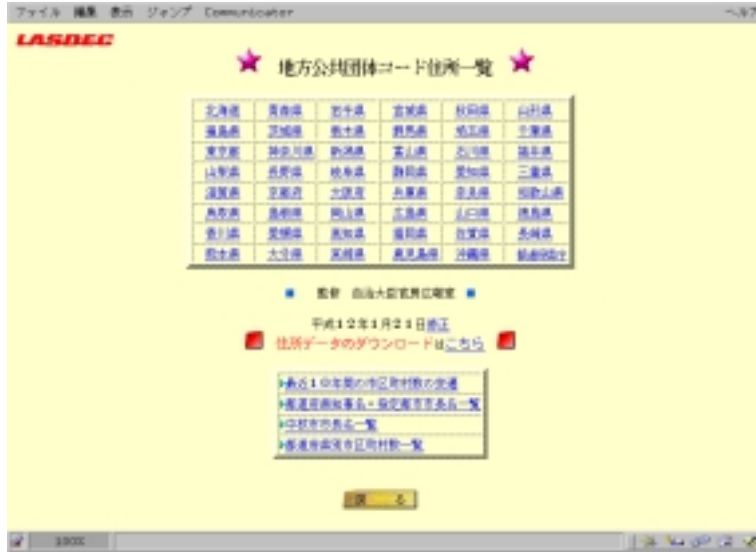 ファイル 編集 表示 ジャンプ Communicator ヘルプ
LASDEC
地方公共団体コード住所一覧
北海道 青森県 岩手県 宮城県 秋田県 山形県
福島県 茨城県 栃木県 群馬県 埼玉県 千葉県
東京都 神奈川県 新潟県 富山県 石川県 福井県
山梨県 長野県 岐阜県 静岡県 愛知県 三重県
滋賀県 京都府 大阪府 兵庫県 奈良県 和歌山県
鳥取県 島根県 岡山県 広島県 山口県 徳島県
香川県 愛媛県 高知県 福岡県 佐賀県 長崎県
熊本県 大分県 宮崎県 鹿児島県 沖縄県
監修 自治大臣官房広報室
平成12年1月21日修正
住所データのダウンロードはこちら
最近10年間の市区町村数の変遷
都道府県知事名・指定都市市長名一覧
中核市市長名一覧
都道府県別市区町村数一覧
戻 る
100%